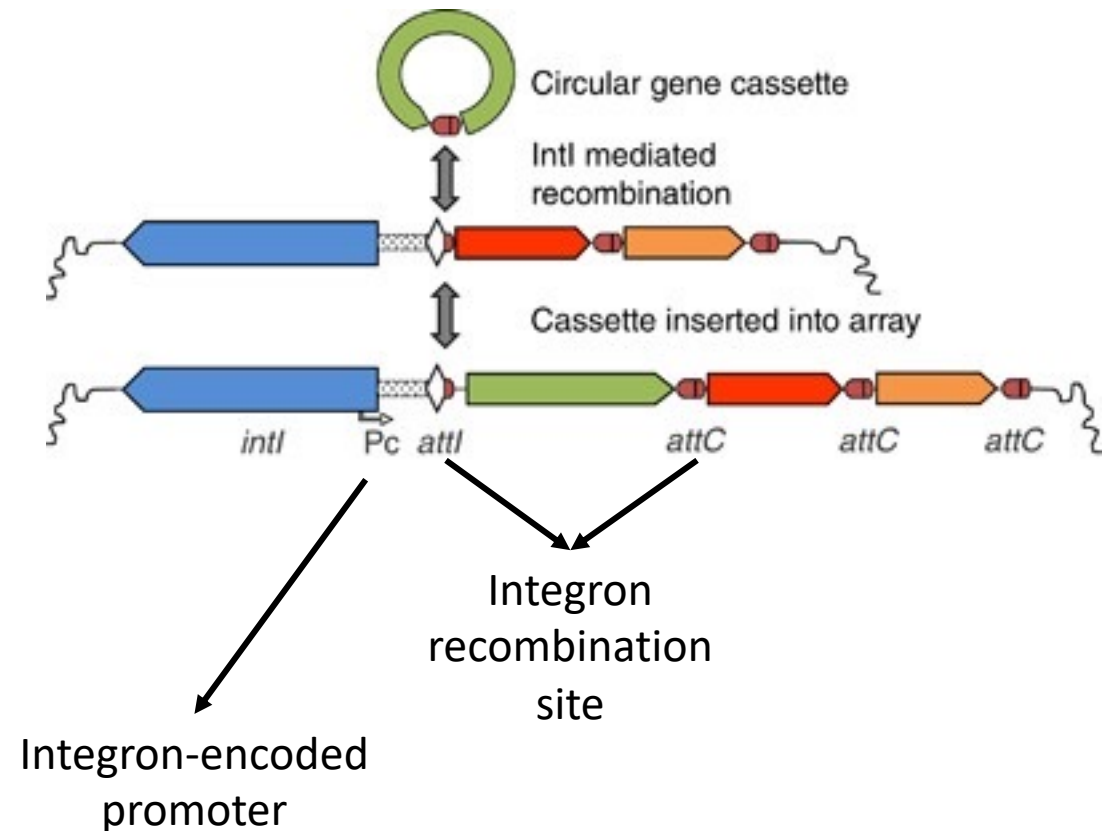 Circular gene cassette
IntI mediated
recombination
Cassette inserted into array
intI Pc attI attC attC attC
Integron
recombination
site
Integron-encoded
promoter